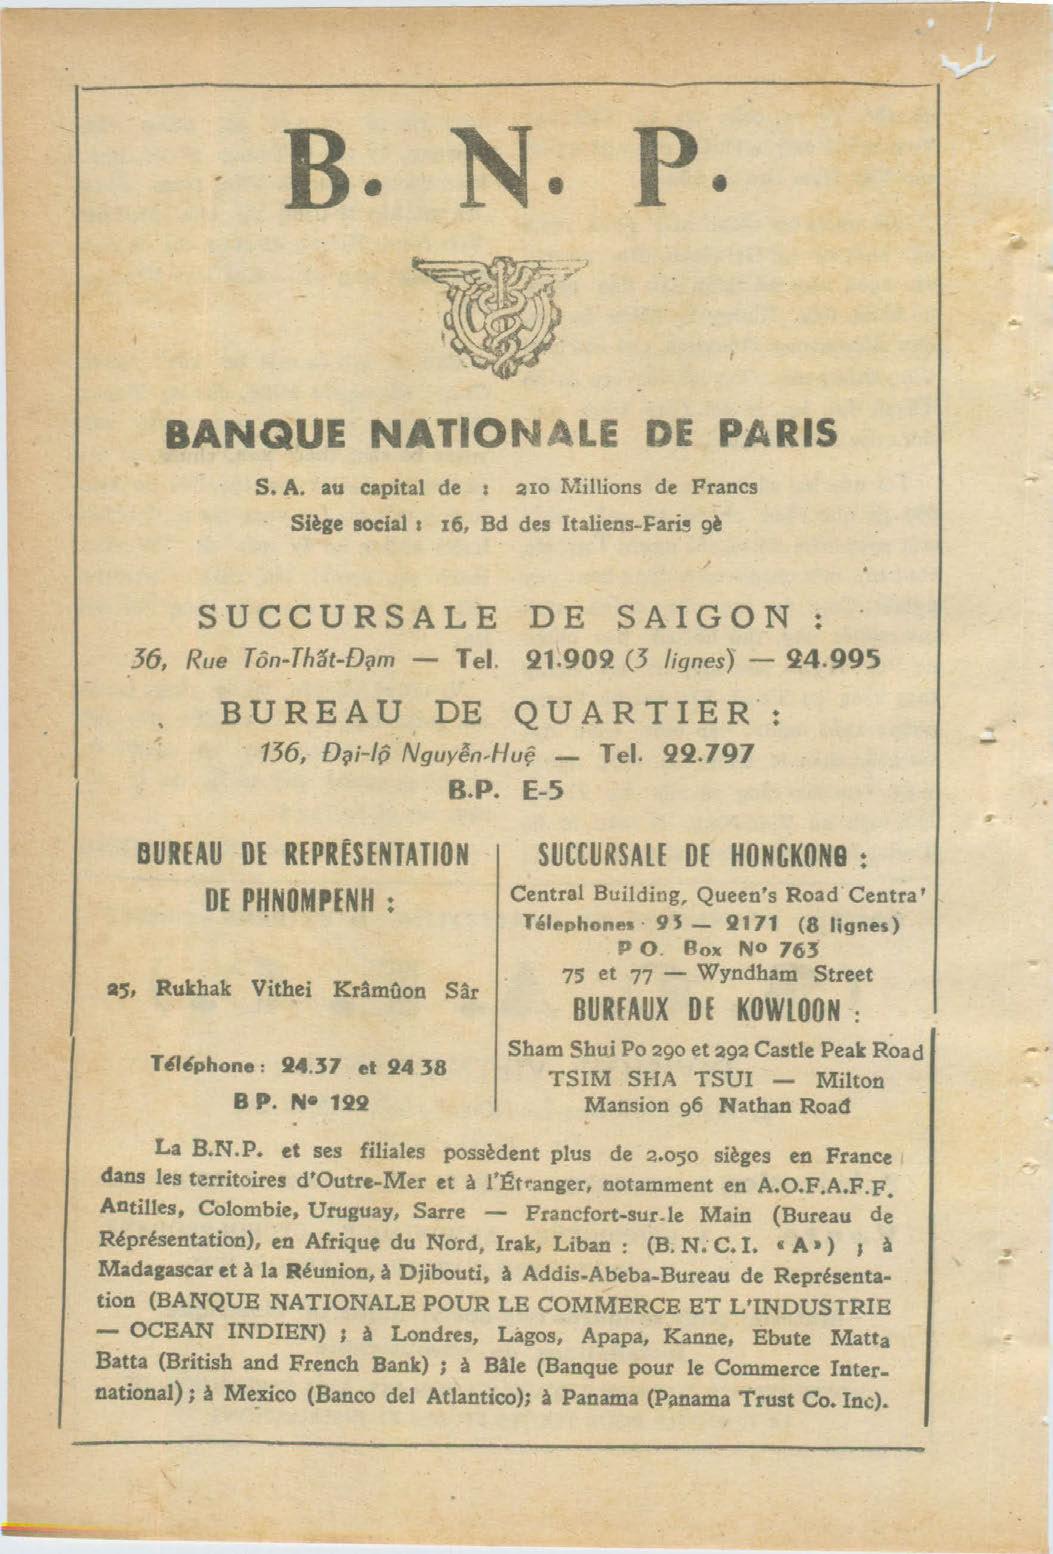 B. N. P.
BANQUE NATIONALE DE PARIS
S. A. au capital de : 210 Millions de Francs
Siège social : 16, Bd des Italiens-Faris 9è
SUCCURSALE DE SAIGON :
36, Rue Tôn-Thất-Đạm — Tel. 21.902 (3 lignes) — 24.995
BUREAU DE QUARTIER :
136, Đại-lộ Nguyễn-Huệ — Tel. 22.797
B.P. E-5
BUREAU DE REPRÉSENTATION
DE PHNOMPENH :
25, Rukhak Vithei Krâmûon Sâr
Téléphone : 24.37 et 24 38
B P. Nº 122
SUCCURSALE DE HONGKONG :
Central Building, Queen's Road Centra'
Télephones 93 — 2171 (8 lignes)
P O. Box Nº 763
75 et 77 — Wyndham Street
BUREAUX DE KOWLOON :
Sham Shui Po 290 et 292 Castle Peak Road
TSIM SHA TSUI — Milton
Mansion 96 Nathan Road
La B.N.P. et ses filiales possèdent plus de 2.050 sièges en France
dans les territoires d'Outre-Mer et à l'Étranger, notamment en A.O.F.A.F.F.
Antilles, Colombie, Uruguay, Sarre — Francfort-sur-le Main (Bureau de
Réprésentation), en Afrique du Nord, Irak, Liban : (B. N. C. I. « A ») ; à
Madagascar et à la Réunion, à Djibouti, à Addis-Abeba-Bureau de Représenta-
tion (BANQUE NATIONALE POUR LE COMMERCE ET L'INDUSTRIE
— OCEAN INDIEN) ; à Londres, Lagos, Apapa, Kanne, Ebute Matta
Batta (British and French Bank) ; à Bâle (Banque pour le Commerce Inter-
national) ; à Mexico (Banco del Atlantico); à Panama (Panama Trust Co. Inc).